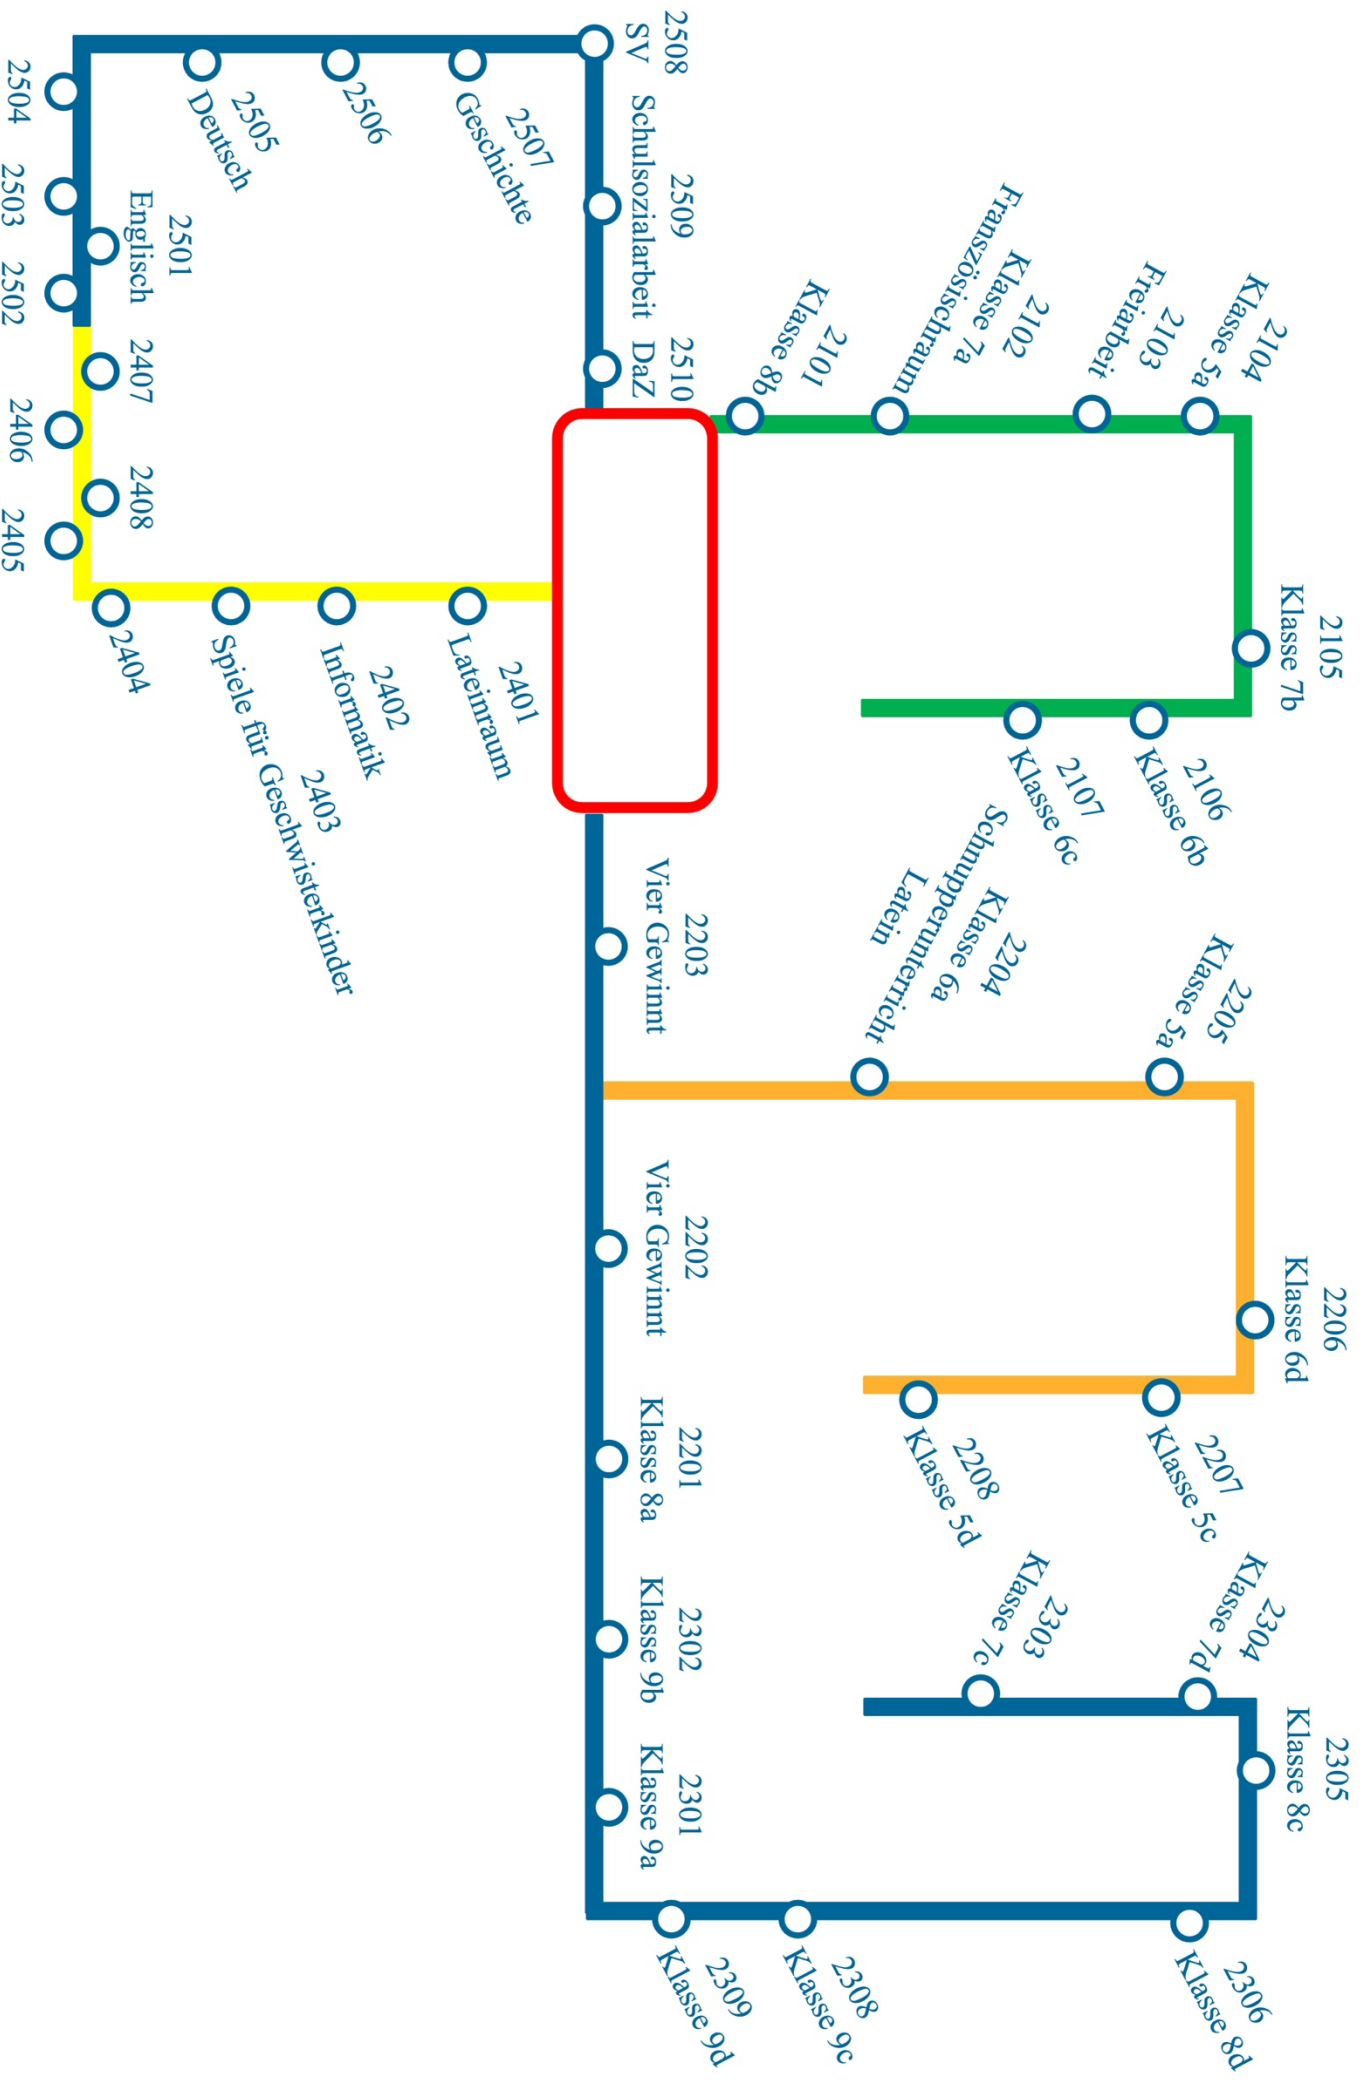 2104
Klasse 5a
2103
Freiarbeit
2102
Klasse 7a
Franszösischraum
2101
Klasse 8b
2105
Klasse 7b
2106
Klasse 6b
2107
Klasse 6c
2205
Klasse 5a
2204
Klasse 6a
Schnupperunterricht
Latein
2206
Klasse 6d
2207
Klasse 5c
2208
Klasse 5d
2304
Klasse 7d
2303
Klasse 7c
2305
Klasse 8c
2306
Klasse 8d
2308
Klasse 9c
2309
Klasse 9d
2508
SV
2509
Schulsozialarbeit
2510
DaZ
2203
Vier Gewinnt
2202
Vier Gewinnt
2201
Klasse 8a
2302
Klasse 9b
2301
Klasse 9a
2507
Geschichte
2506
2505
Deutsch
2401
Lateinraum
2402
Informatik
2403
Spiele für Geschwisterkinder
2404
2501
Englisch
2407
2408
2504
2503
2502
2406
2405